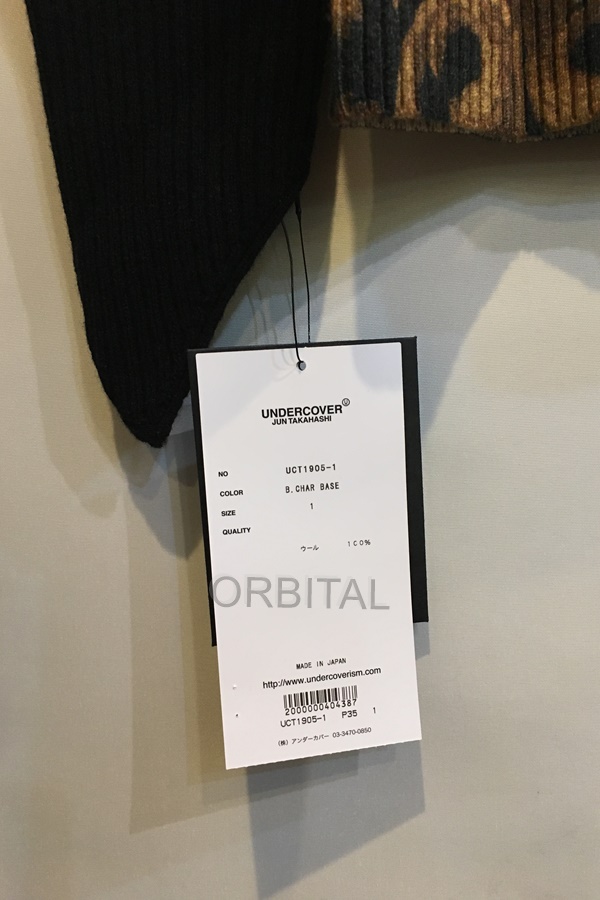 UNDERCOVER
JUN TAKAHASHI
NO UCT1905-1
COLOR B.CHAR BASE
SIZE 1
QUALITY
ウール 100%
ORBITAL
MADE IN JAPAN
http://www.undercoverism.com
2000000404387
UCT1905-1 P35 1
(株) アンダーカバー 03-3470-0850